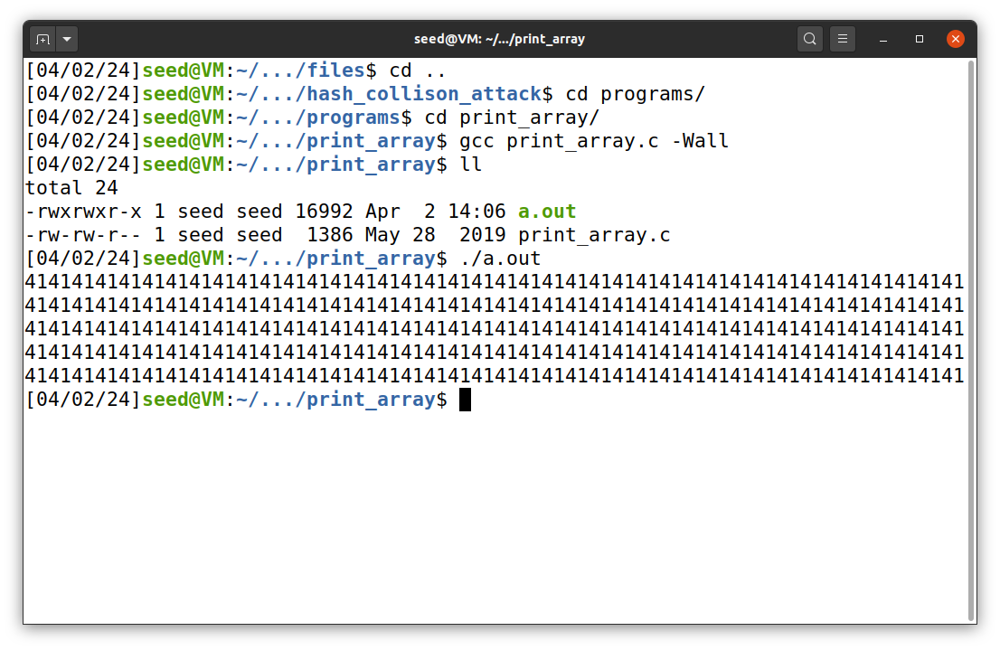 seed@VM: ~/.../print_array
[04/02/24]seed@VM:~/.../files$ cd ..
[04/02/24]seed@VM:~/.../hash_collison_attack$ cd programs/
[04/02/24]seed@VM:~/.../programs$ cd print_array/
[04/02/24]seed@VM:~/.../print_array$ gcc print_array.c -Wall
[04/02/24]seed@VM:~/.../print_array$ ll
total 24
-rwxrwxr-x 1 seed seed 16992 Apr  2 14:06 a.out
-rw-rw-r-- 1 seed seed  1386 May 28  2019 print_array.c
[04/02/24]seed@VM:~/.../print_array$ ./a.out
41414141414141414141414141414141414141414141414141414141414141414141414141414141
41414141414141414141414141414141414141414141414141414141414141414141414141414141
41414141414141414141414141414141414141414141414141414141414141414141414141414141
41414141414141414141414141414141414141414141414141414141414141414141414141414141
41414141414141414141414141414141414141414141414141414141414141414141414141414141
[04/02/24]seed@VM:~/.../print_array$